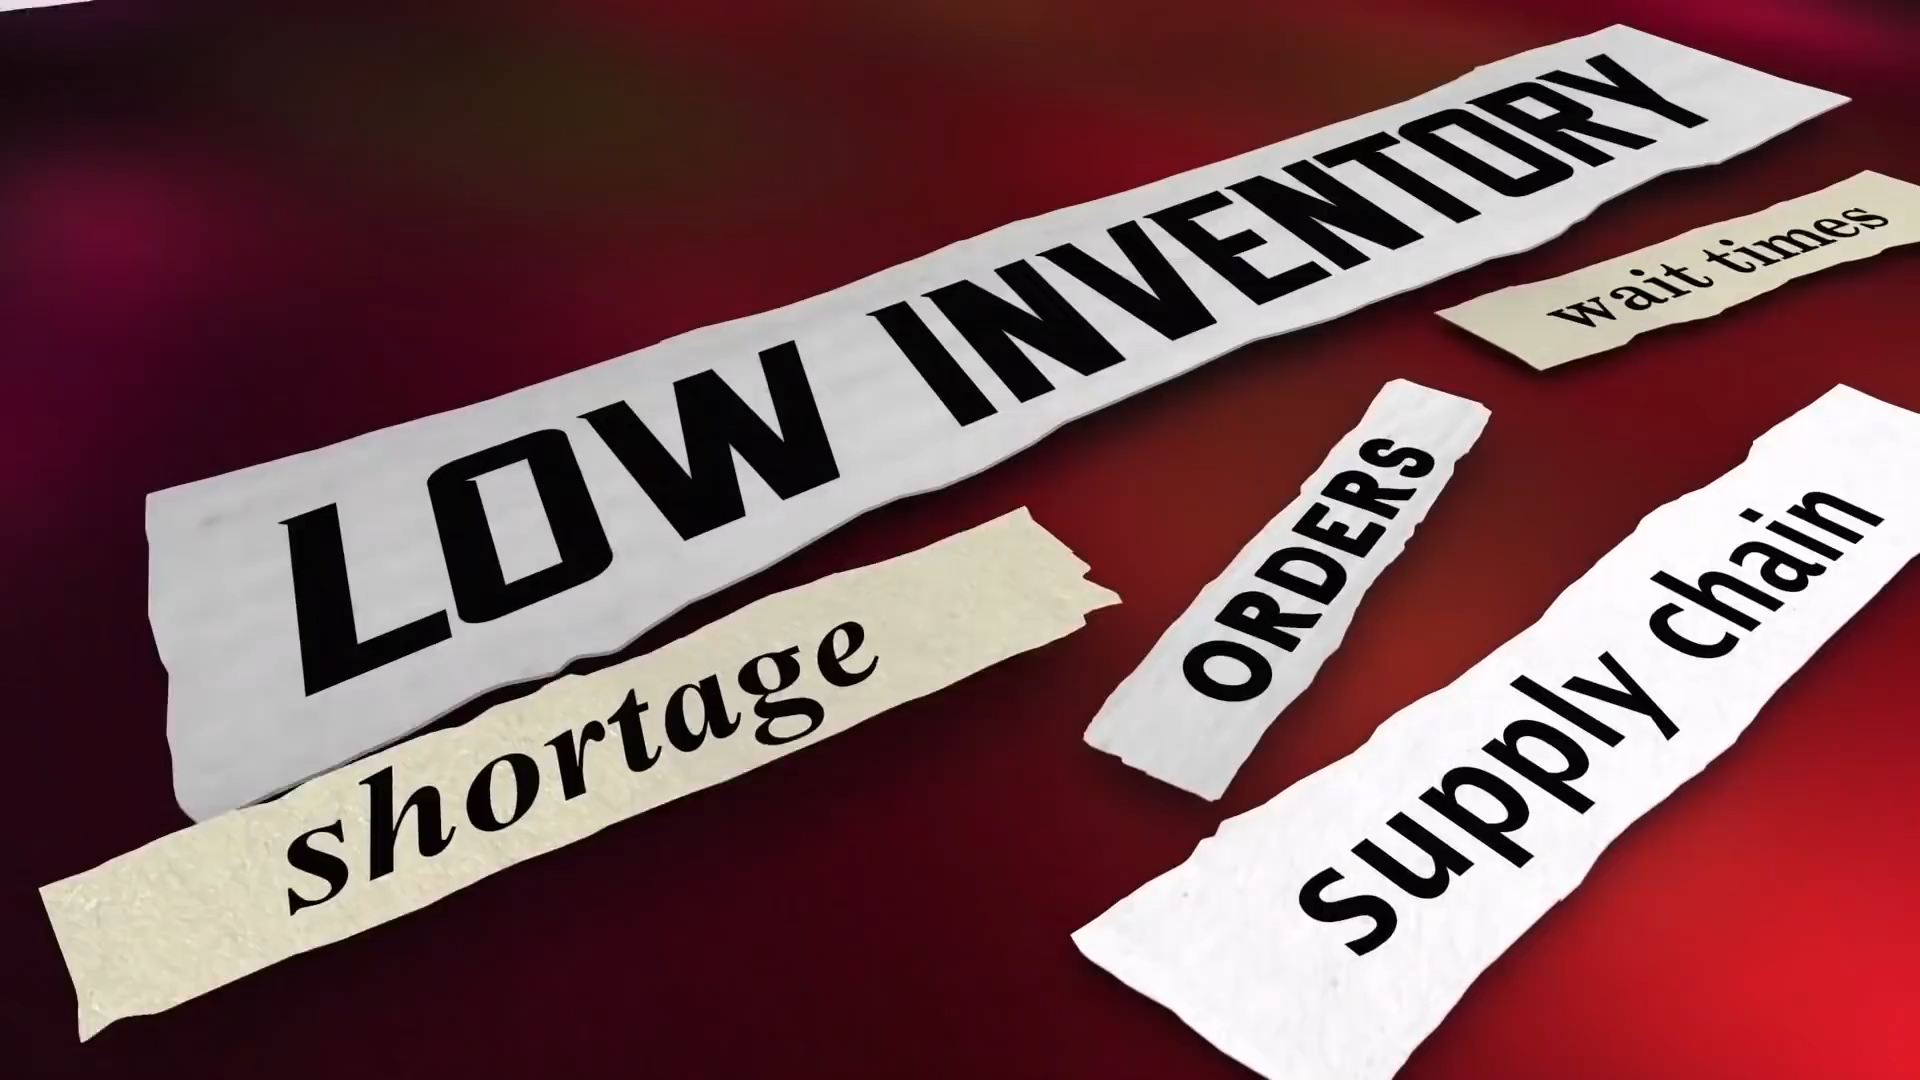 LOW INVENTORY
wait times
ORDERS
shortage
supply chain